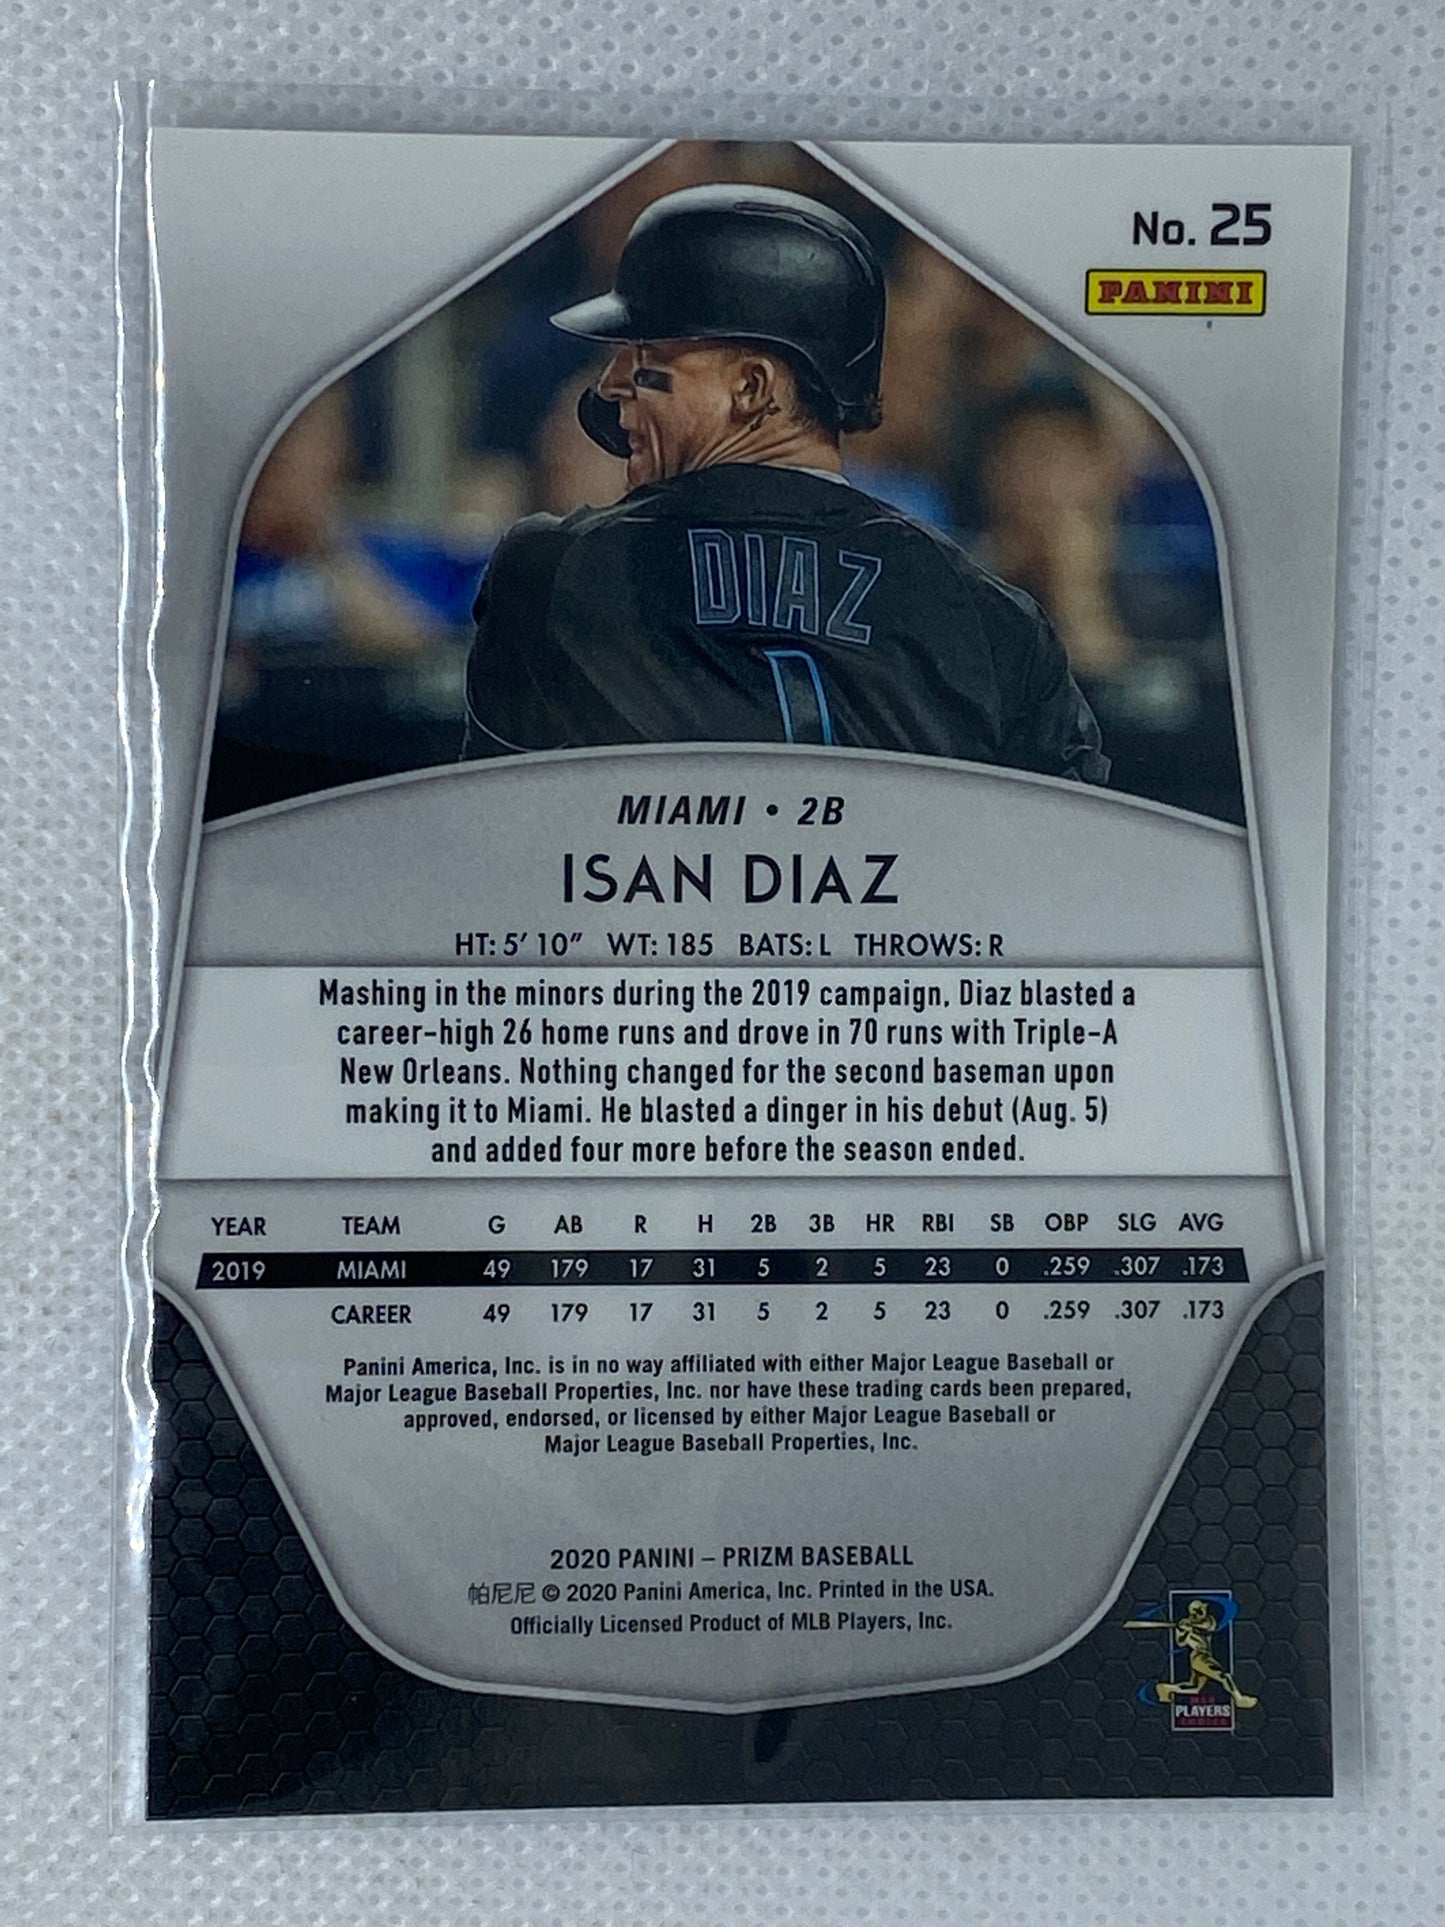 No. 25
PANINI
DIAZ
1
MIAMI • 2B
ISAN DIAZ
HT: 5' 10" WT: 185 BATS: L THROWS: R
Mashing in the minors during the 2019 campaign, Diaz blasted a
career-high 26 home runs and drove in 70 runs with Triple-A
New Orleans. Nothing changed for the second baseman upon
making it to Miami. He blasted a dinger in his debut (Aug. 5)
and added four more before the season ended.
YEAR TEAM G AB R H 2B 3B HR RBI SB OBP SLG AVG
2019 MIAMI 49 179 17 31 5 2 5 23 0 .259 .307 .173
CAREER 49 179 17 31 5 2 5 23 0 .259 .307 .173
Panini America, Inc. is in no way affiliated with either Major League Baseball or
Major League Baseball Properties, Inc. nor have these trading cards been prepared,
approved, endorsed, or licensed by either Major League Baseball or
Major League Baseball Properties, Inc.
2020 PANINI – PRIZM BASEBALL
帕尼尼 © 2020 Panini America, Inc. Printed in the USA.
Officially Licensed Product of MLB Players, Inc.
MLB
PLAYERS
CHOICE